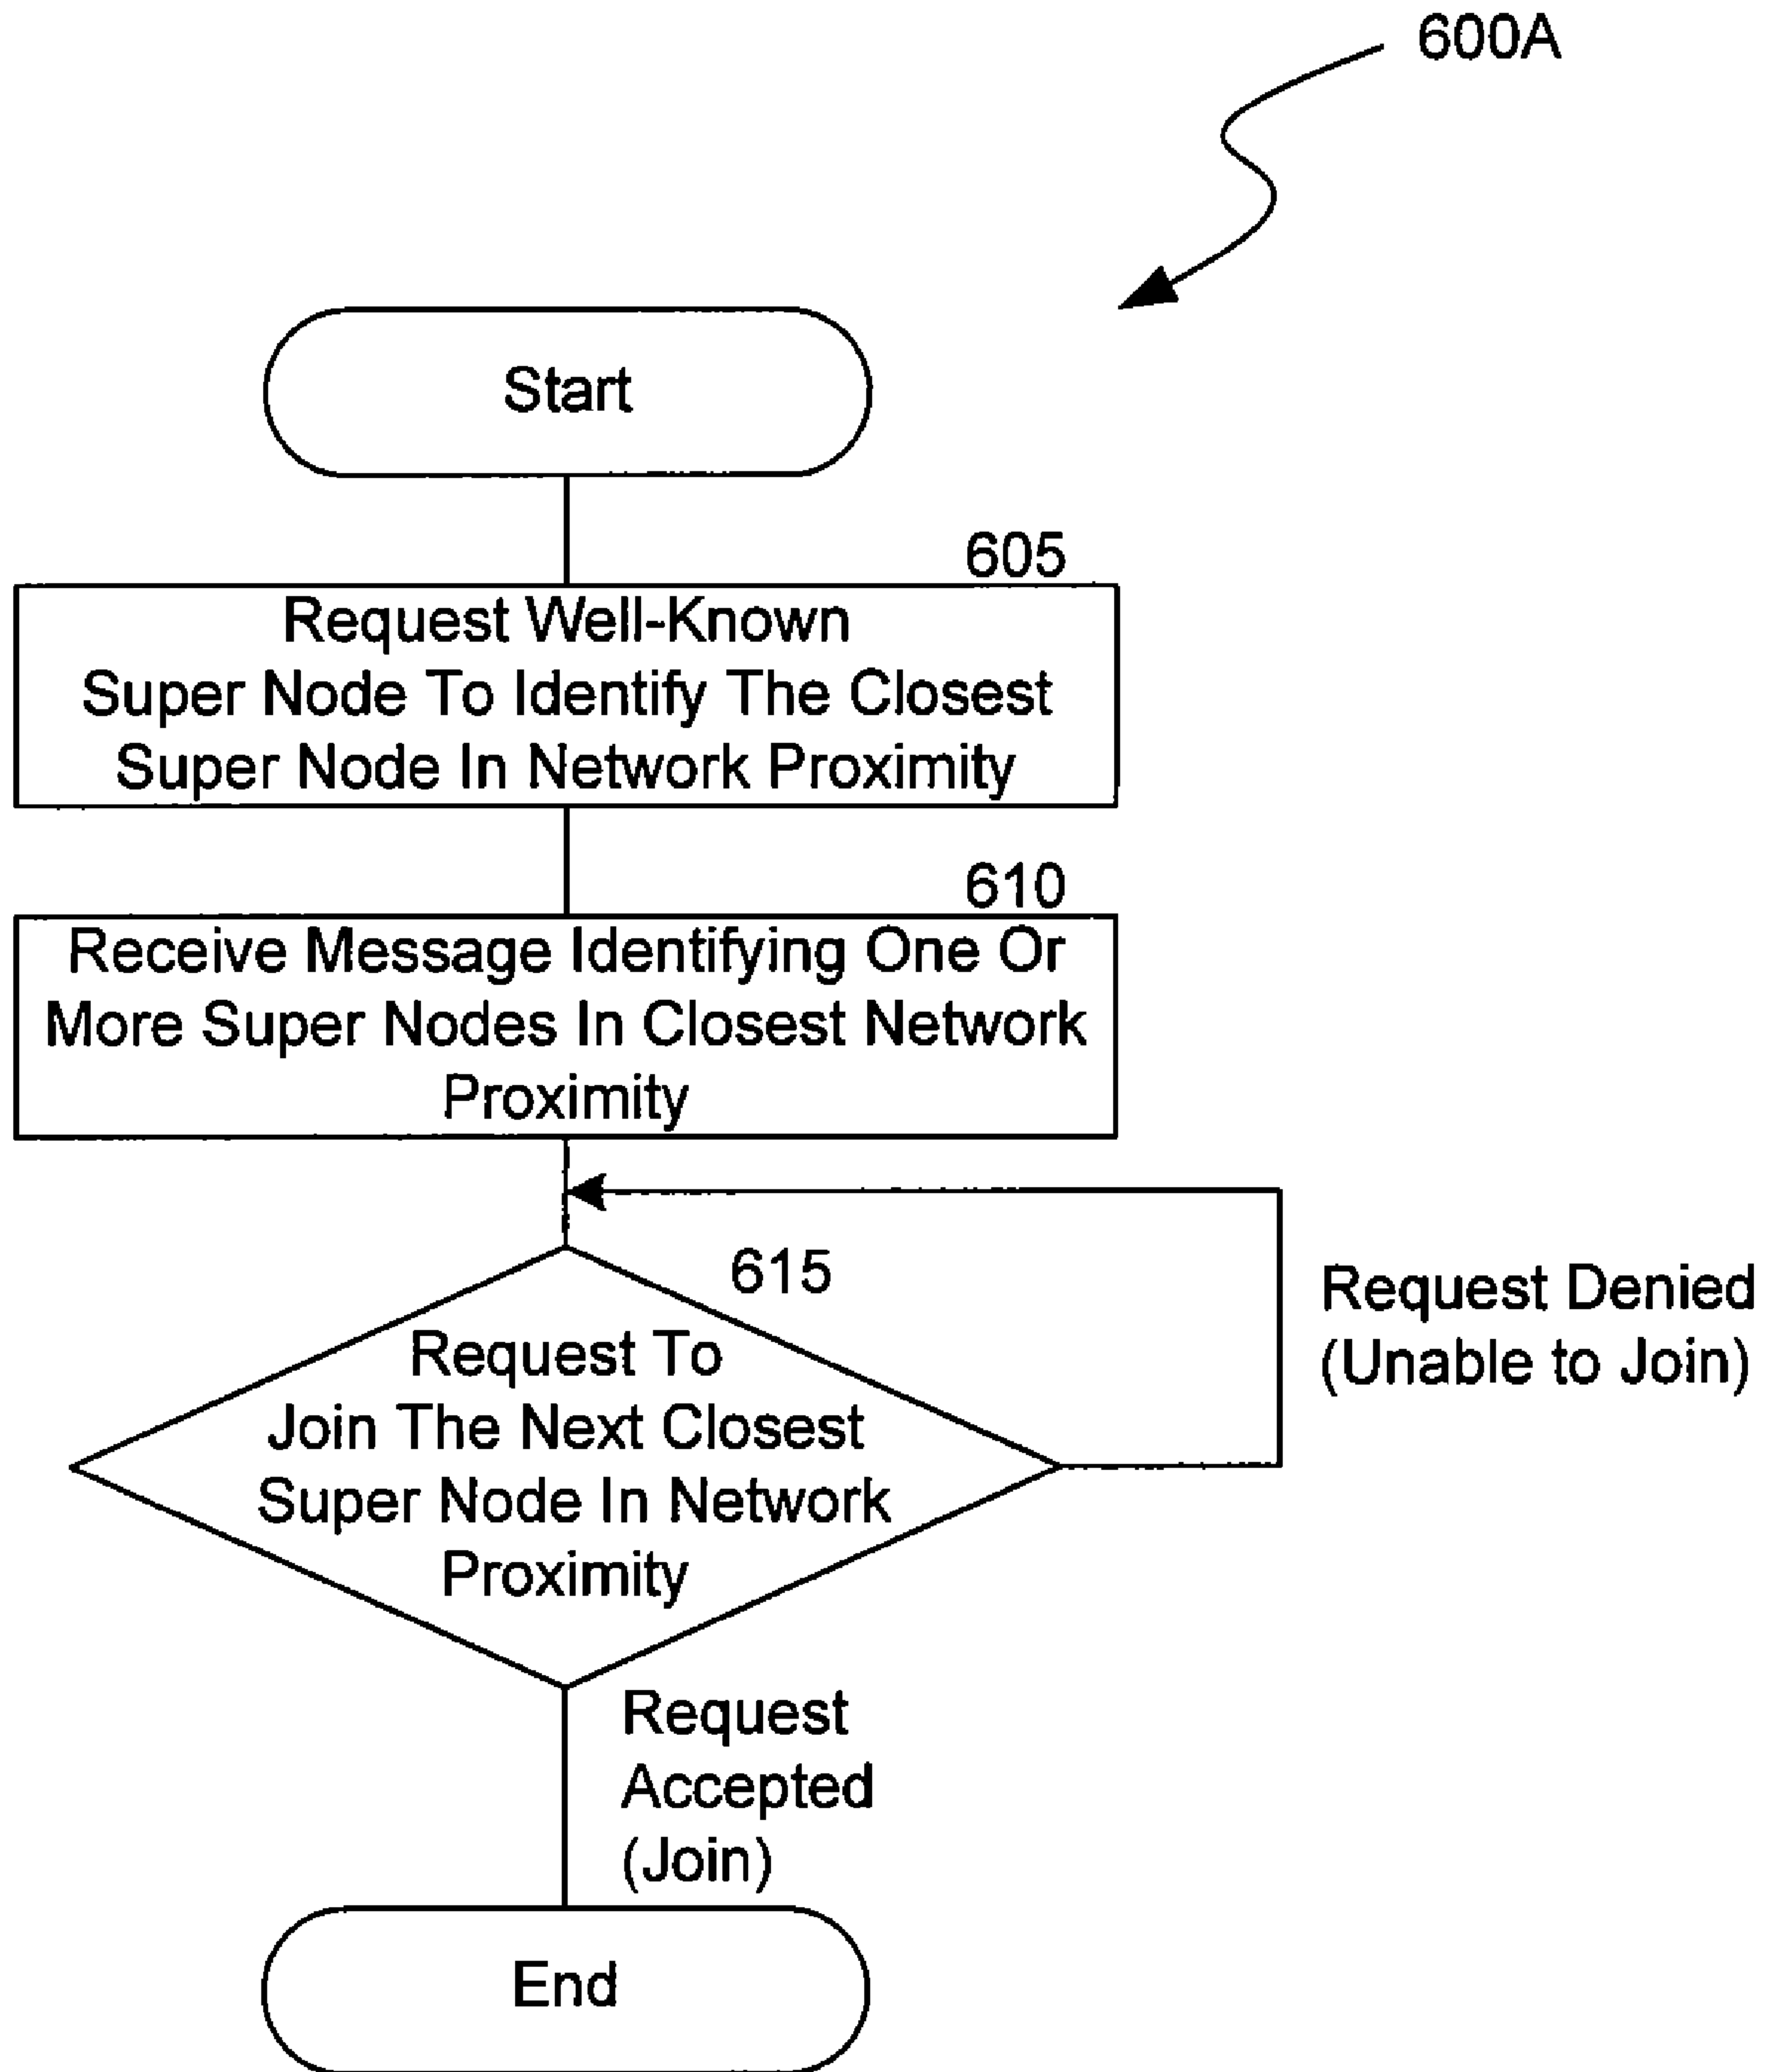 600A
Start
605
Request Well-Known
Super Node To Identify The Closest
Super Node In Network Proximity
610
Receive Message Identifying One Or
More Super Nodes In Closest Network
Proximity
615
Request To
Join The Next Closest
Super Node In Network
Proximity
Request Denied
(Unable to Join)
Request
Accepted
(Join)
End